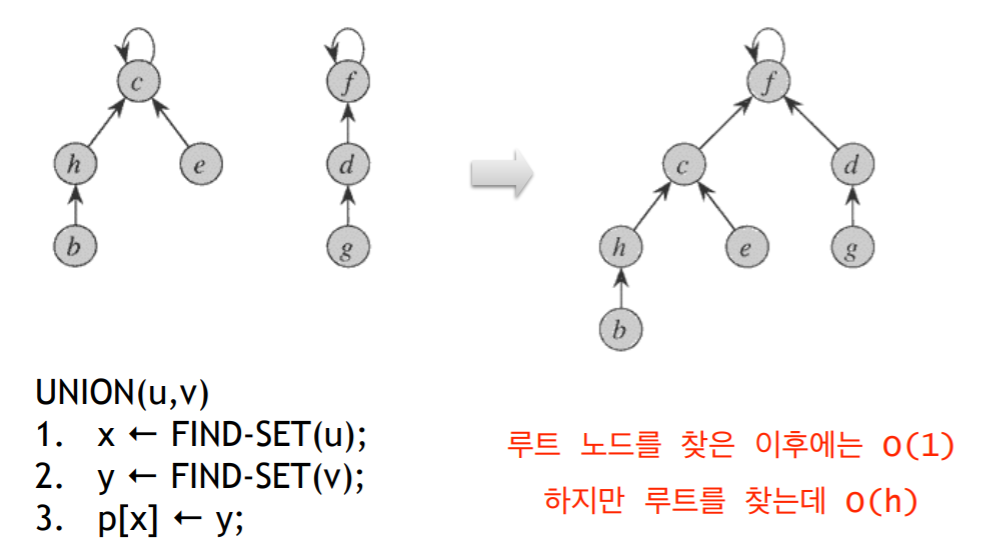 c
f
h
e
d
b
g
f
c
d
h
e
g
b
UNION(u,v)
1. x ← FIND-SET(u);
2. y ← FIND-SET(v);
3. p[x] ← y;
루트 노드를 찾은 이후에는 O(1)
하지만 루트를 찾는데 O(h)